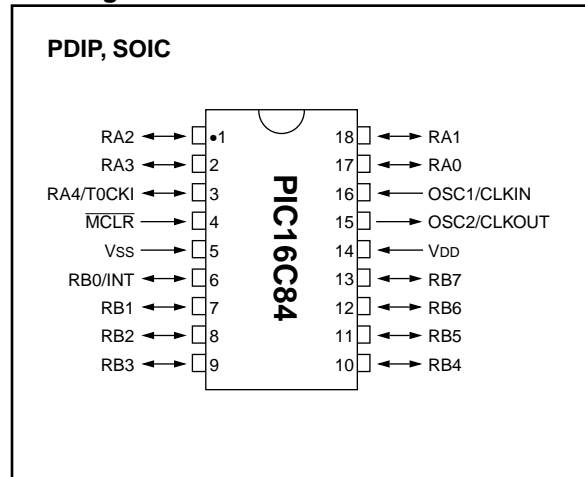 PDIP, SOIC
RA2 •1 18 RA1
RA3 2 17 RA0
RA4/T0CKI 3 16 OSC1/CLKIN
MCLR 4 15 OSC2/CLKOUT
VSS 5 14 VDD
RB0/INT 6 13 RB7
RB1 7 12 RB6
RB2 8 11 RB5
RB3 9 10 RB4
PIC16C84